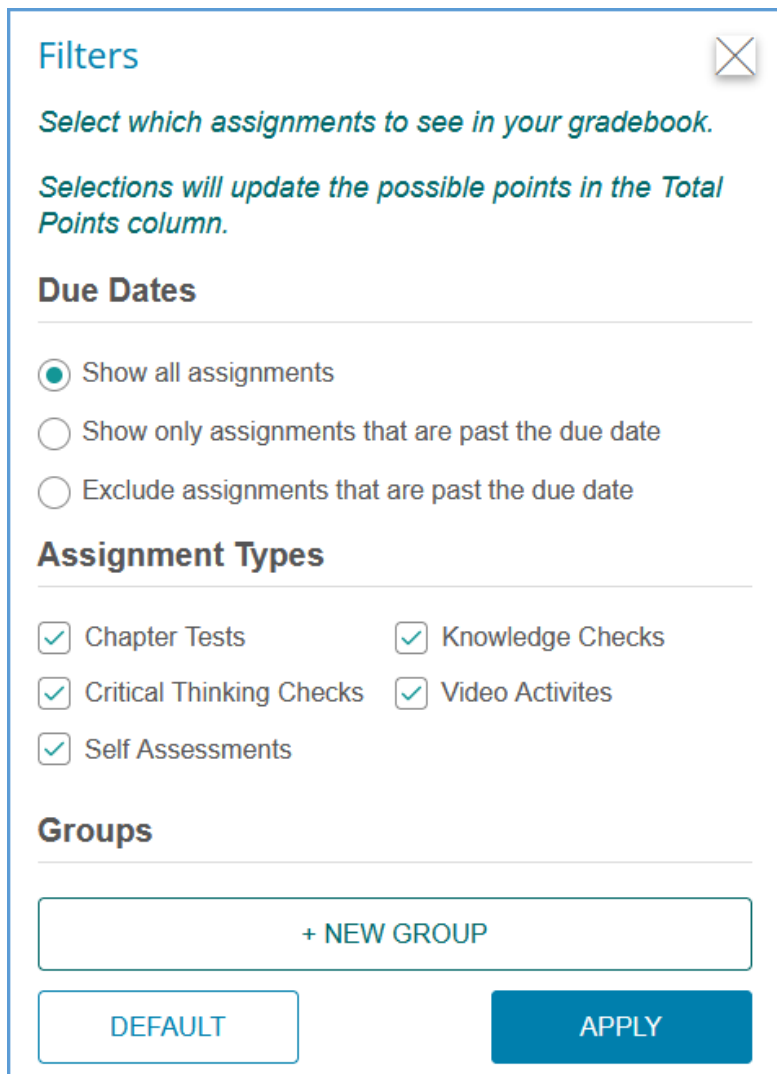 Filters
Select which assignments to see in your gradebook.
Selections will update the possible points in the Total
Points column.
Due Dates
Show all assignments
Show only assignments that are past the due date
Exclude assignments that are past the due date
Assignment Types
Chapter Tests
Knowledge Checks
Critical Thinking Checks
Video Activites
Self Assessments
Groups
+ NEW GROUP
DEFAULT
APPLY